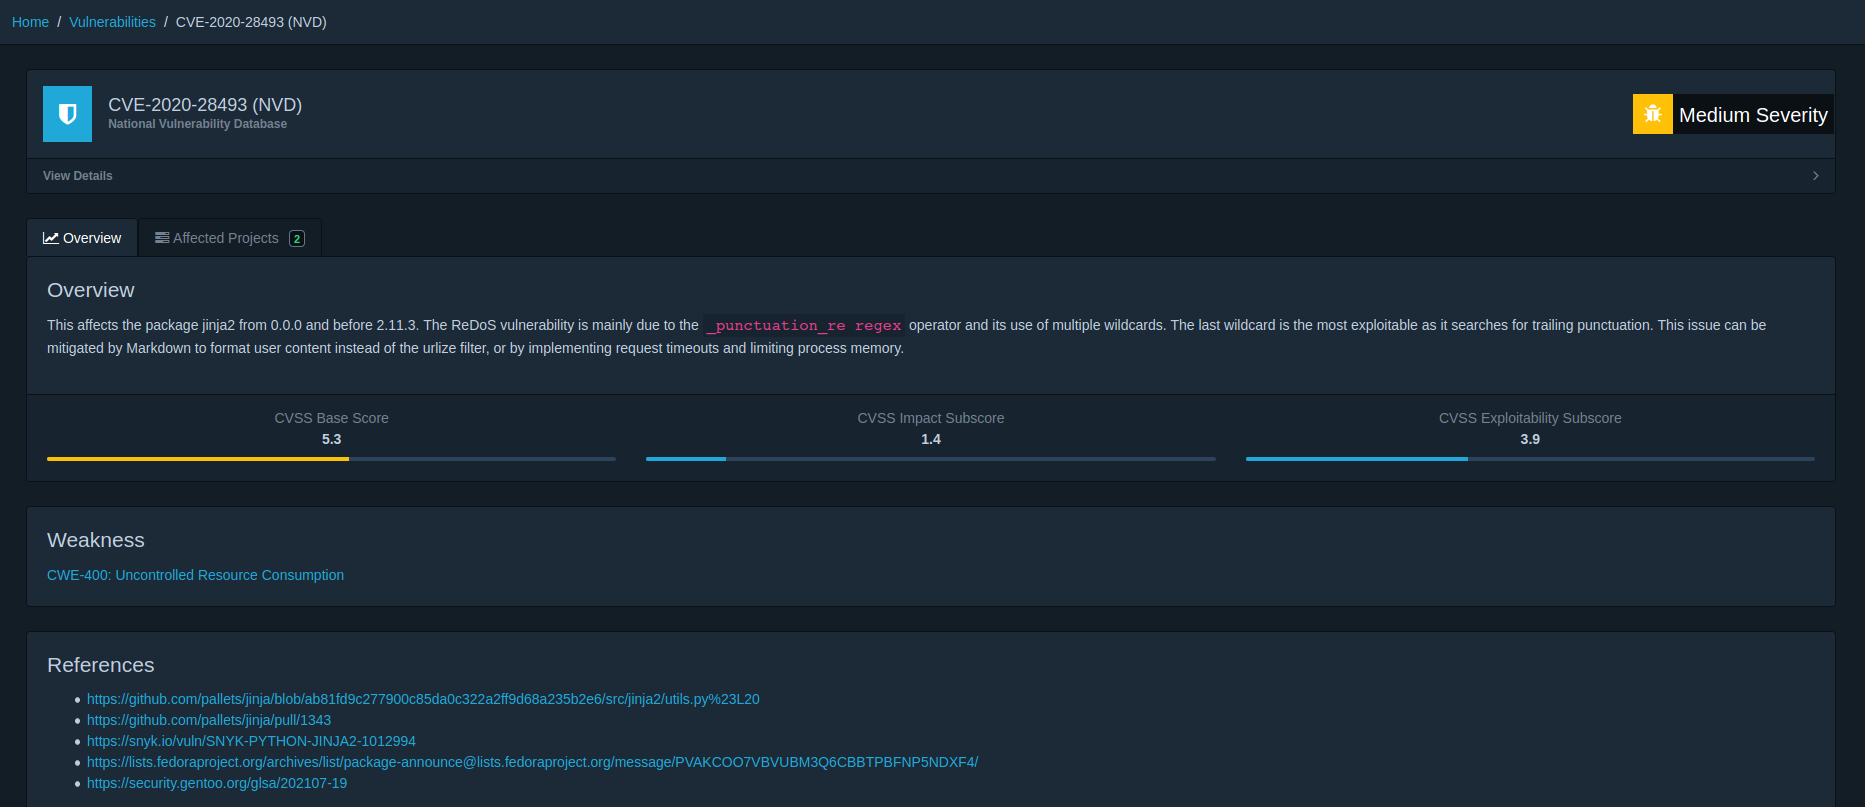 Home / Vulnerabilities / CVE-2020-28493 (NVD)
CVE-2020-28493 (NVD)
National Vulnerability Database
Medium Severity
View Details
Overview
Affected Projects 2
Overview
This affects the package jinja2 from 0.0.0 and before 2.11.3. The ReDoS vulnerability is mainly due to the _punctuation_re regex operator and its use of multiple wildcards. The last wildcard is the most exploitable as it searches for trailing punctuation. This issue can be
mitigated by Markdown to format user content instead of the urlize filter, or by implementing request timeouts and limiting process memory.
CVSS Base Score
5.3
CVSS Impact Subscore
1.4
CVSS Exploitability Subscore
3.9
Weakness
CWE-400: Uncontrolled Resource Consumption
References
https://github.com/pallets/jinja/blob/ab81fd9c277900c85da0c322a2ff9d68a235b2e6/src/jinja2/utils.py%23L20
https://github.com/pallets/jinja/pull/1343
https://snyk.io/vuln/SNYK-PYTHON-JINJA2-1012994
https://lists.fedoraproject.org/archives/list/package-announce@lists.fedoraproject.org/message/PVAKCOO7VBVUBM3Q6CBBTPBFNP5NDXF4/
https://security.gentoo.org/glsa/202107-19